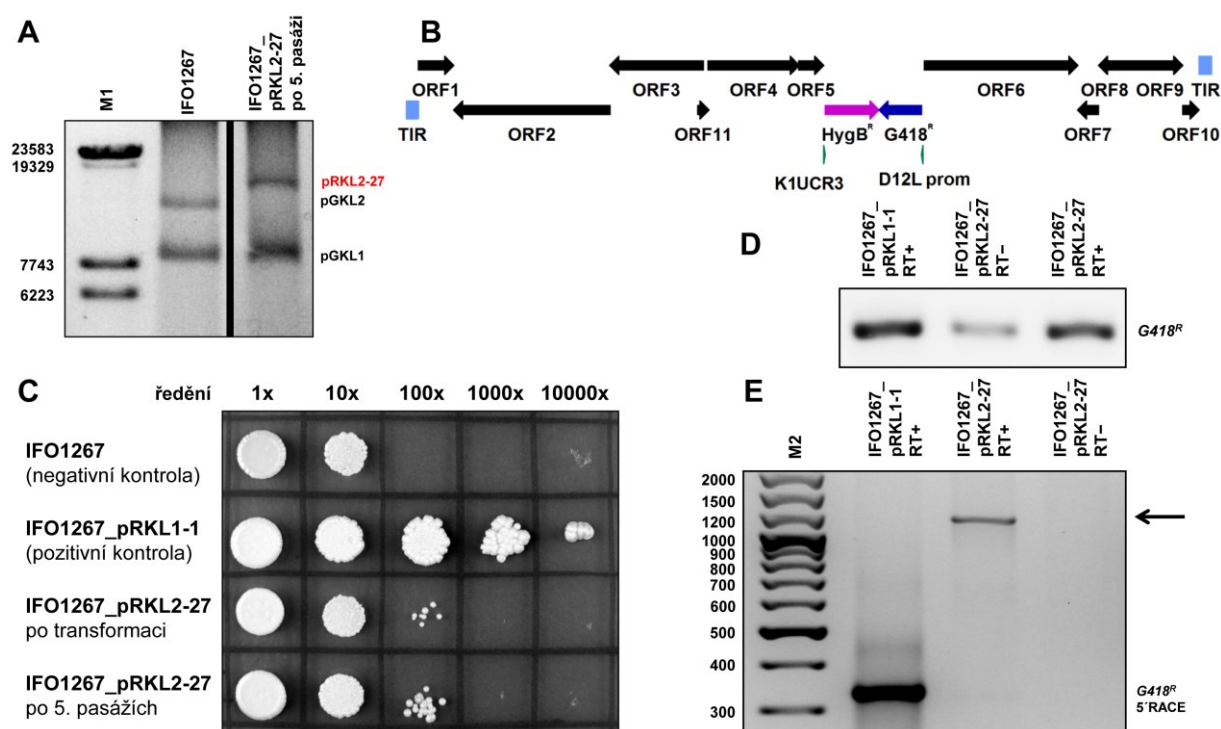 A
M1
IFO1267
IFO1267_
pRKL2-27
po 5. pasáži
23583
19329
7743
6223
pRKL2-27
pGKL2
pGKL1
B
ORF1
ORF3
ORF4
ORF5
ORF6
ORF8
ORF9
TIR
TIR
ORF2
ORF11
HygBᴿ
G418ᴿ
ORF7
ORF10
K1UCR3
D12L prom
C
ředění
1x
10x
100x
1000x
10000x
IFO1267
(negativní kontrola)
IFO1267_pRKL1-1
(pozitivní kontrola)
IFO1267_pRKL2-27
po transformaci
IFO1267_pRKL2-27
po 5. pasážích
D
IFO1267_
pRKL1-1
RT+
IFO1267_
pRKL2-27
RT–
IFO1267_
pRKL2-27
RT+
G418ᴿ
E
M2
IFO1267_
pRKL1-1
RT+
IFO1267_
pRKL2-27
RT+
IFO1267_
pRKL2-27
RT–
2000
1500
1200
1000
900
800
700
600
500
400
300
G418ᴿ
5´RACE